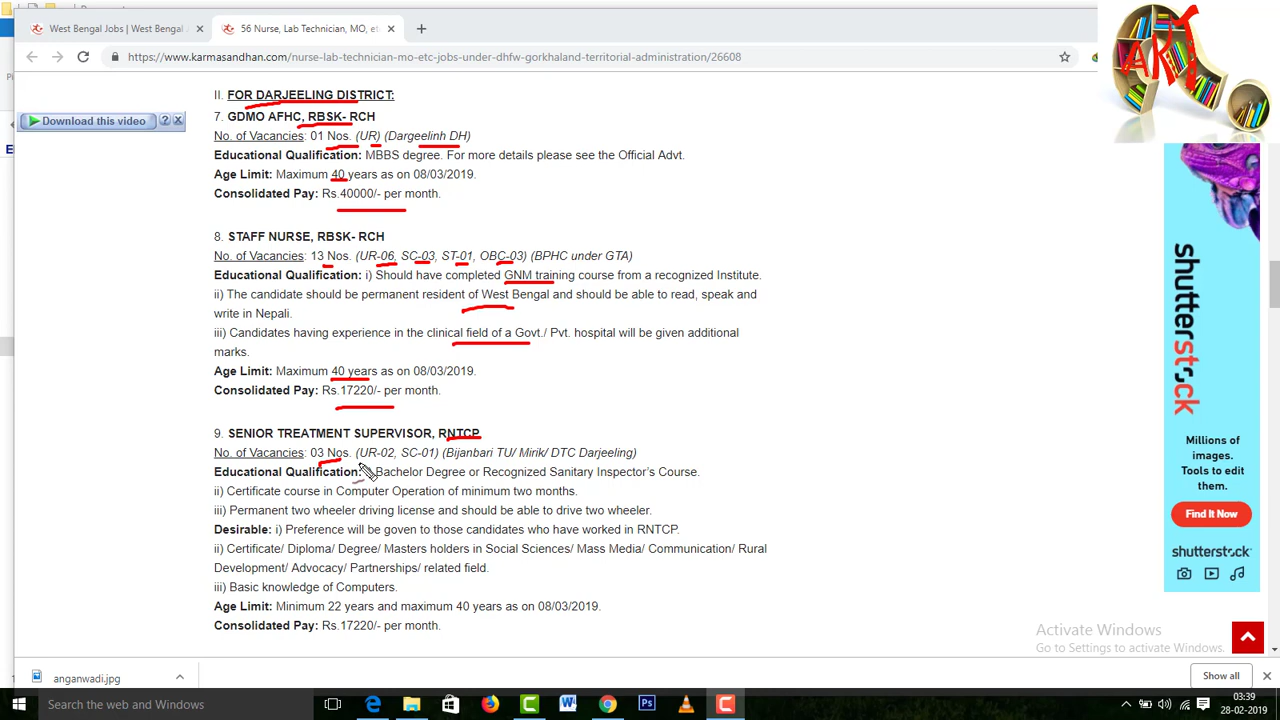 West Bengal Jobs | West Bengal
56 Nurse, Lab Technician, MO, et
https://www.karmasandhan.com/nurse-lab-technician-mo-etc-jobs-under-dhfw-gorkhaland-territorial-administration/26608
ART
Download this video
II. FOR DARJEELING DISTRICT:
7. GDMO AFHC, RBSK- RCH
No. of Vacancies: 01 Nos. (UR) (Dargeelinh DH)
Educational Qualification: MBBS degree. For more details please see the Official Advt.
Age Limit: Maximum 40 years as on 08/03/2019.
Consolidated Pay: Rs.40000/- per month.
8. STAFF NURSE, RBSK- RCH
No. of Vacancies: 13 Nos. (UR-06, SC-03, ST-01, OBC-03) (BPHC under GTA)
Educational Qualification: i) Should have completed GNM training course from a recognized Institute.
ii) The candidate should be permanent resident of West Bengal and should be able to read, speak and
write in Nepali.
iii) Candidates having experience in the clinical field of a Govt./ Pvt. hospital will be given additional
marks.
Age Limit: Maximum 40 years as on 08/03/2019.
Consolidated Pay: Rs.17220/- per month.
9. SENIOR TREATMENT SUPERVISOR, RNTCP
No. of Vacancies: 03 Nos. (UR-02, SC-01) (Bijanbari TU/ Mirik/ DTC Darjeeling)
Educational Qualification: Bachelor Degree or Recognized Sanitary Inspector's Course.
ii) Certificate course in Computer Operation of minimum two months.
iii) Permanent two wheeler driving license and should be able to drive two wheeler.
Desirable: i) Preference will be goven to those candidates who have worked in RNTCP.
ii) Certificate/ Diploma/ Degree/ Masters holders in Social Sciences/ Mass Media/ Communication/ Rural
Development/ Advocacy/ Partnerships/ related field.
iii) Basic knowledge of Computers.
Age Limit: Minimum 22 years and maximum 40 years as on 08/03/2019.
Consolidated Pay: Rs.17220/- per month.
shutterstock
Millions of
images.
Tools to edit
them.
Find It Now
shutterstock
Activate Windows
Go to Settings to activate Windows.
anganwadi.jpg
Show all
Search the web and Windows
03:39
28-02-2019